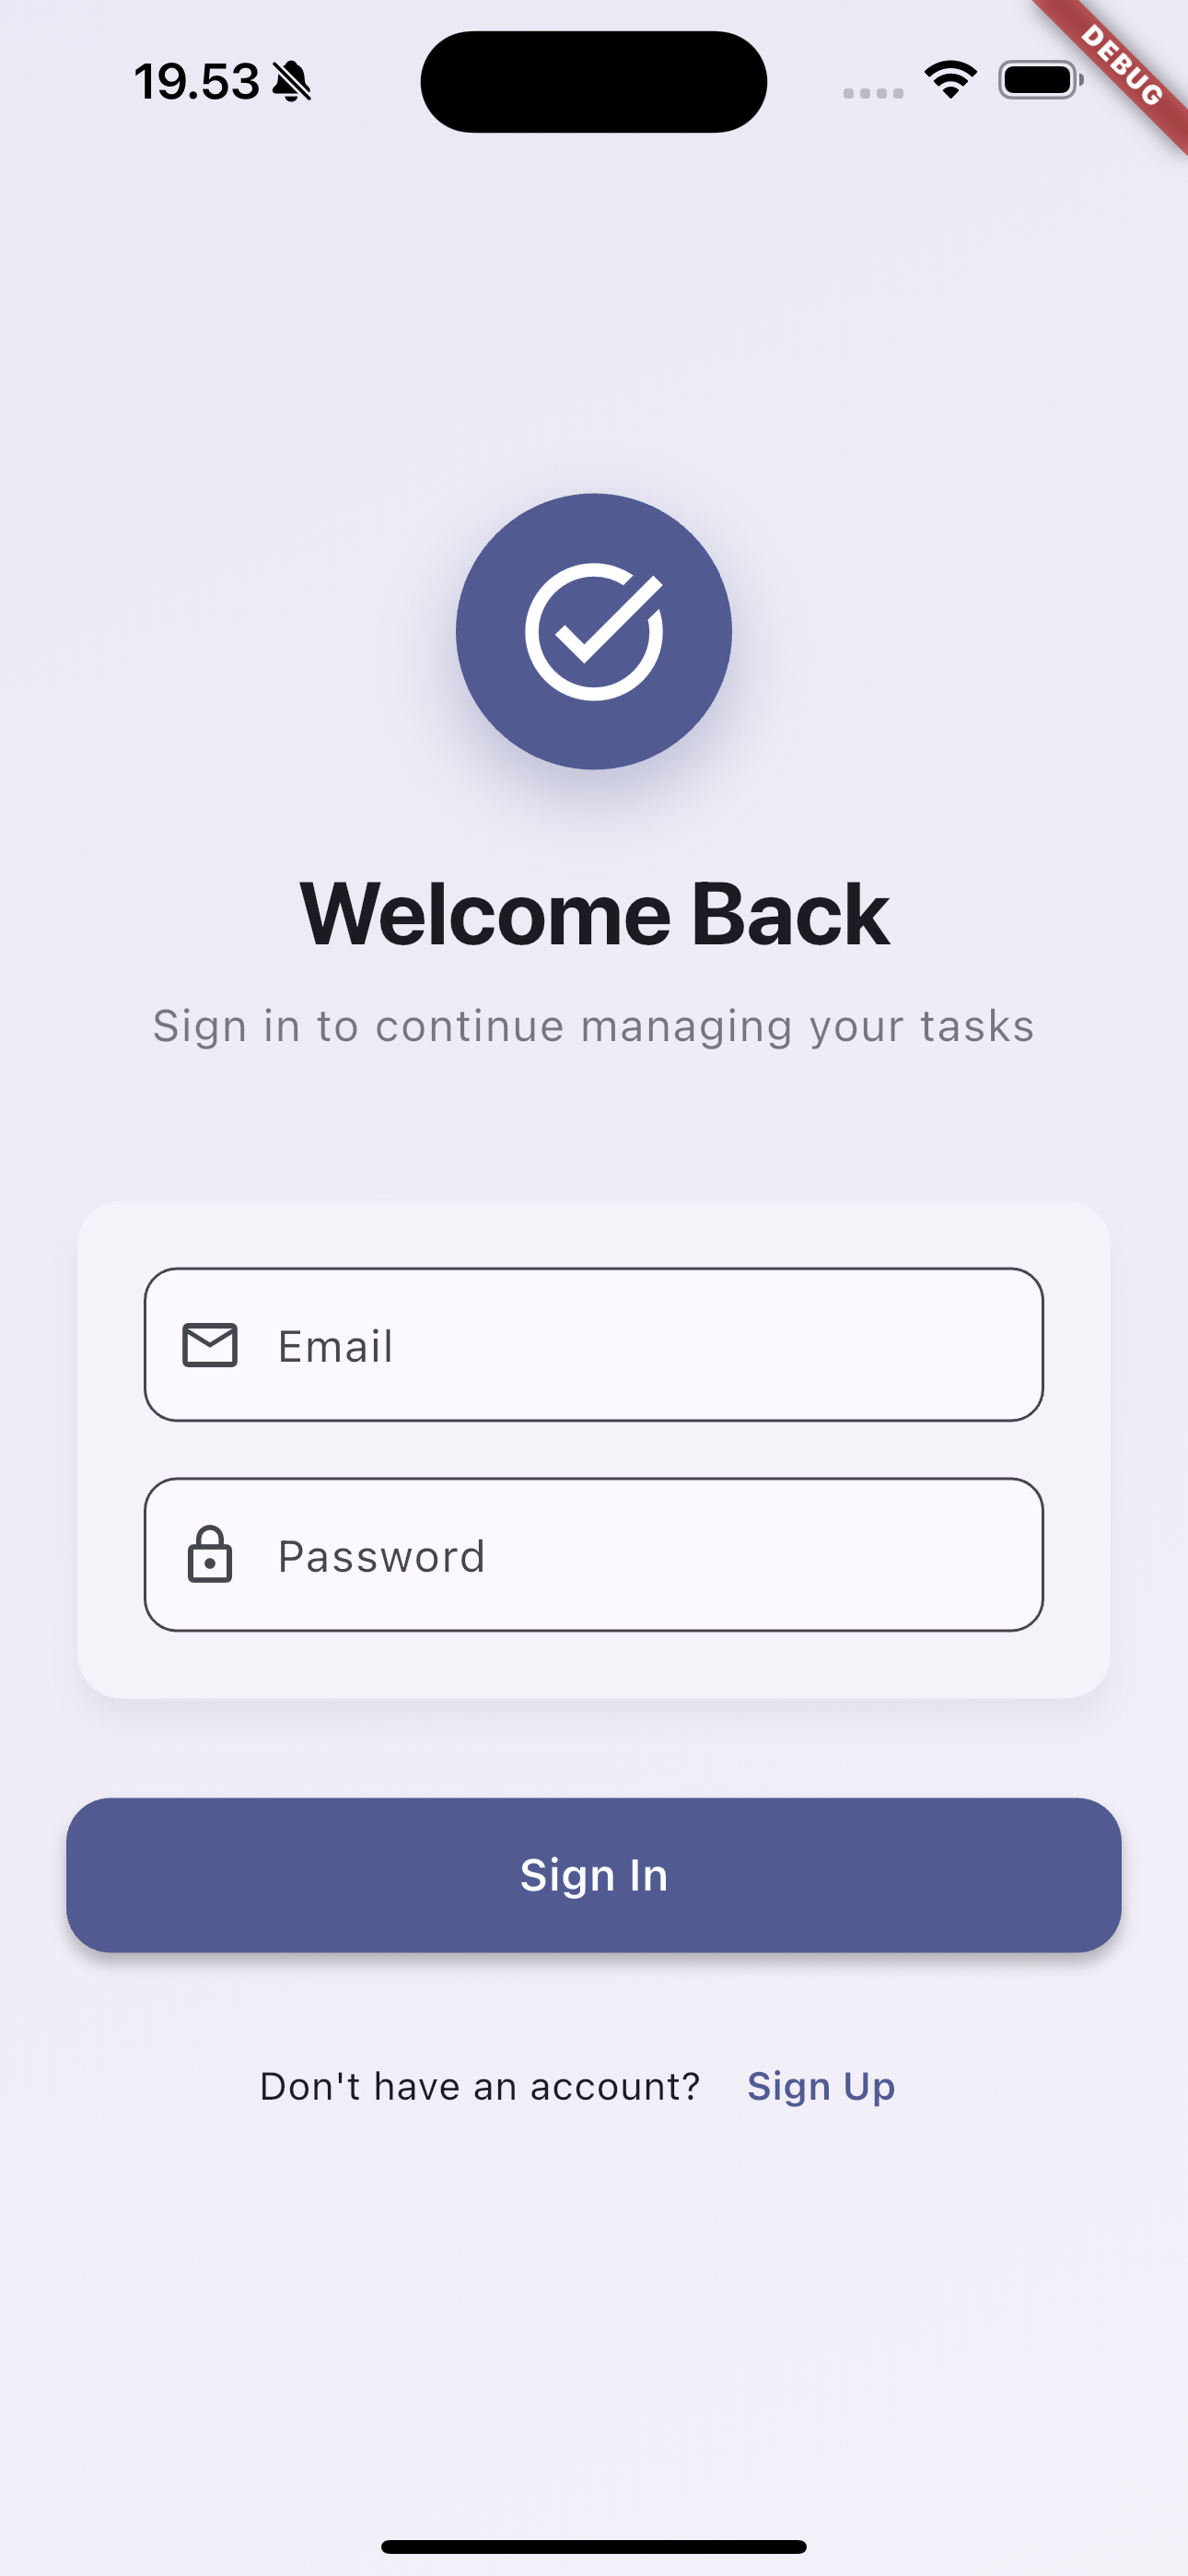 19.53
DEBUG
Welcome Back
Sign in to continue managing your tasks
Email
Password
Sign In
Don't have an account? Sign Up